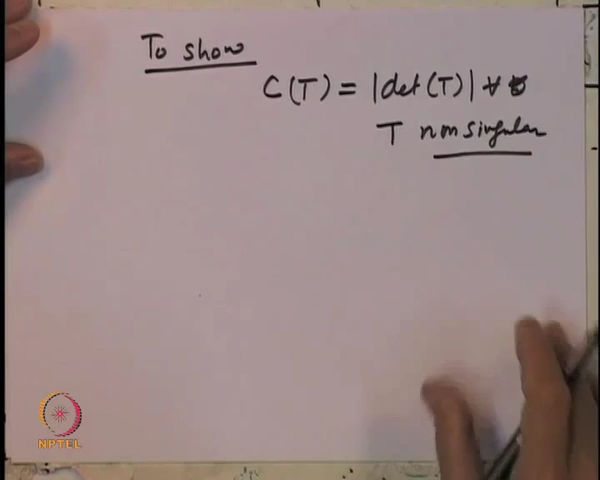 To show
C(T) = |det(T)| ∀
T nonsingular
NPTEL